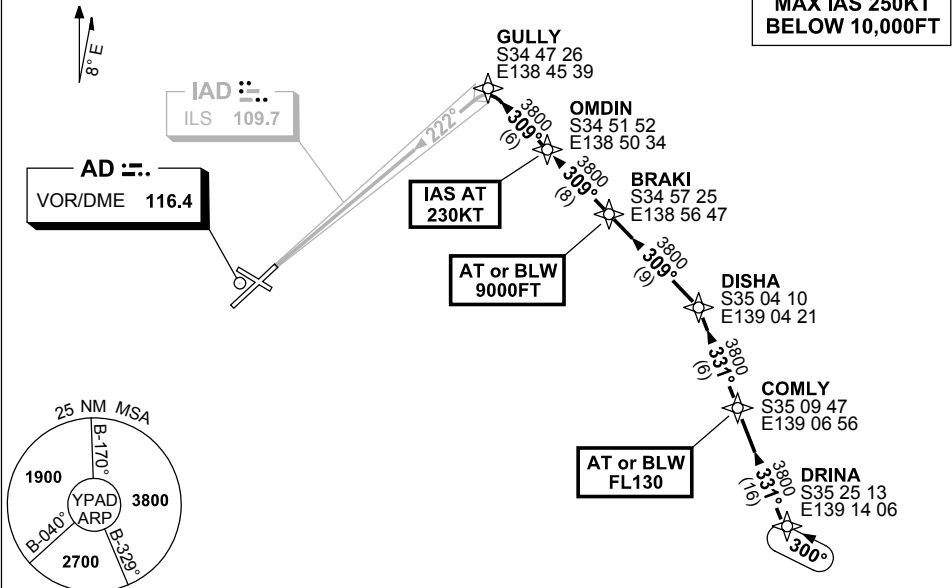 MAX IAS 250KT
BELOW 10,000FT
8° E
GULLY
S34 47 26
E138 45 39
IAD
ILS 109.7
222°
3800
309°
(6)
OMDIN
S34 51 52
E138 50 34
AD
VOR/DME 116.4
IAS AT
230KT
3800
309°
(8)
BRAKI
S34 57 25
E138 56 47
AT or BLW
9000FT
3800
309°
(9)
DISHA
S35 04 10
E139 04 21
3800
331°
(6)
COMLY
S35 09 47
E139 06 56
AT or BLW
FL130
3800
331°
(16)
DRINA
S35 25 13
E139 14 06
300°
25 NM MSA
B-170°
1900
3800
YPAD
ARP
B-040°
B-329°
2700